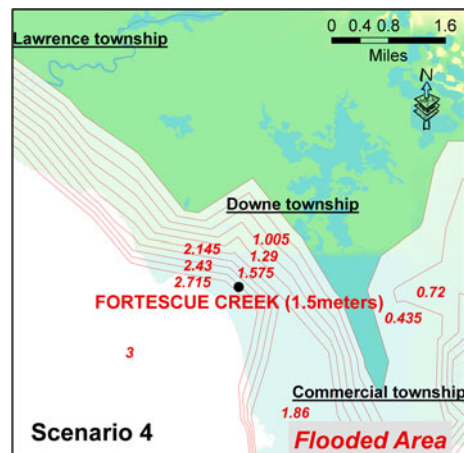 Lawrence township
0 0.4 0.8 1.6
Miles
N
Downe township
1.005
2.145
1.29
2.43
1.575
2.715
0.72
FORTESCUE CREEK (1.5meters)
0.435
3
Commercial township
1.86
Scenario 4
Flooded Area